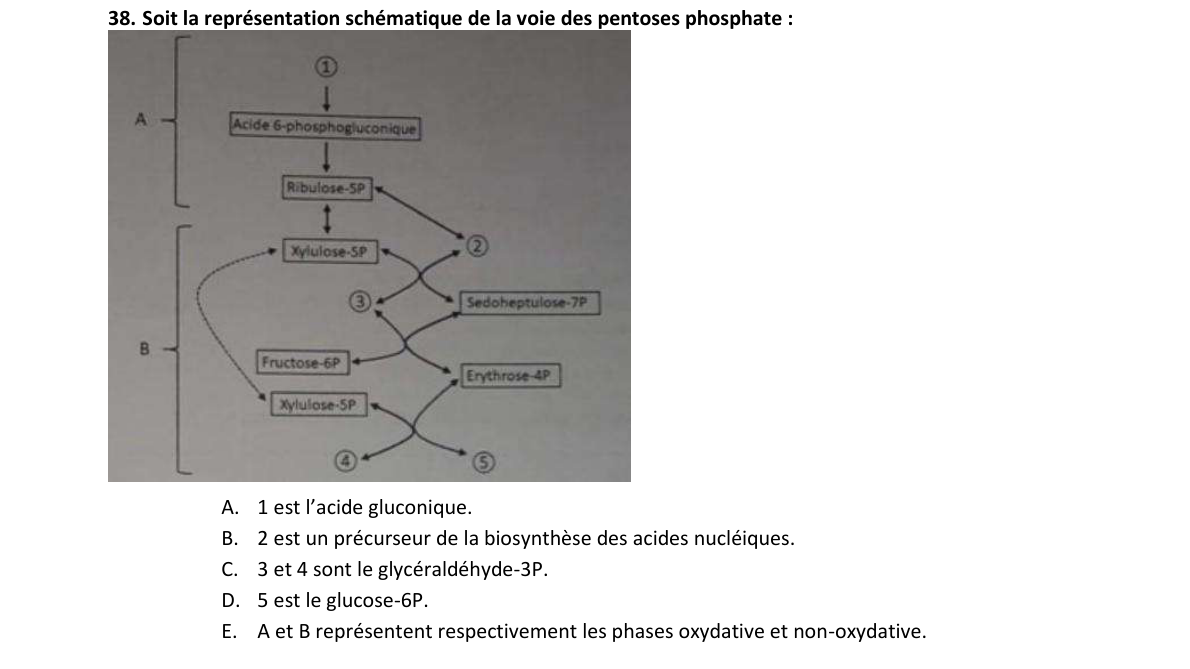 38. Soit la représentation schématique de la voie des pentoses phosphate :
①
A
Acide 6-phosphogluconique
Ribulose-5P
②
Xylulose-5P
③
Sedoheptulose-7P
B
Fructose-6P
Erythrose-4P
Xylulose-5P
④
⑤
A. 1 est l’acide gluconique.
B. 2 est un précurseur de la biosynthèse des acides nucléiques.
C. 3 et 4 sont le glycéraldéhyde-3P.
D. 5 est le glucose-6P.
E. A et B représentent respectivement les phases oxydative et non-oxydative.